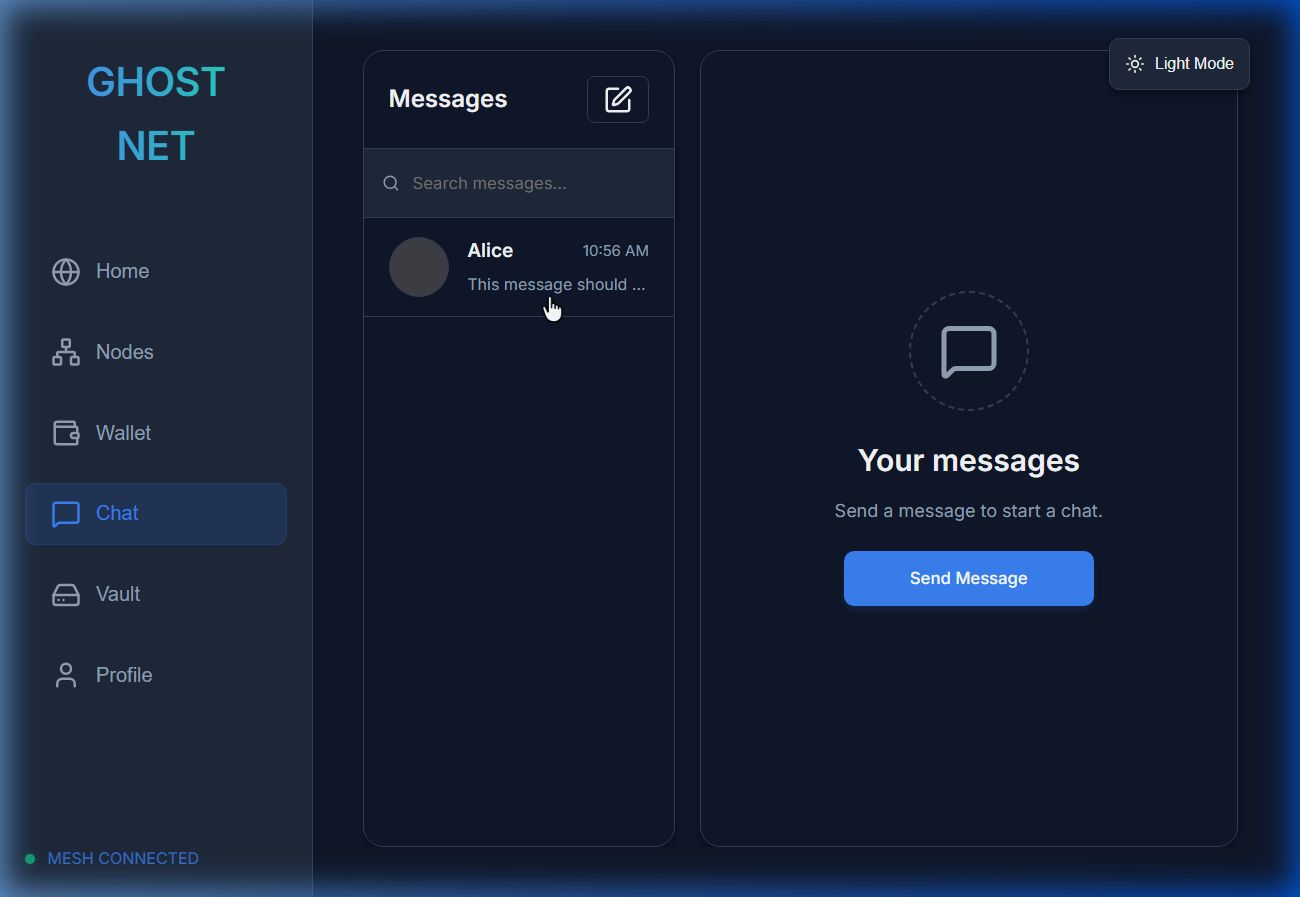 GHOST
NET
Home
Nodes
Wallet
Chat
Vault
Profile
MESH CONNECTED
Messages
Search messages...
Alice 10:56 AM
This message should ...
Light Mode
Your messages
Send a message to start a chat.
Send Message